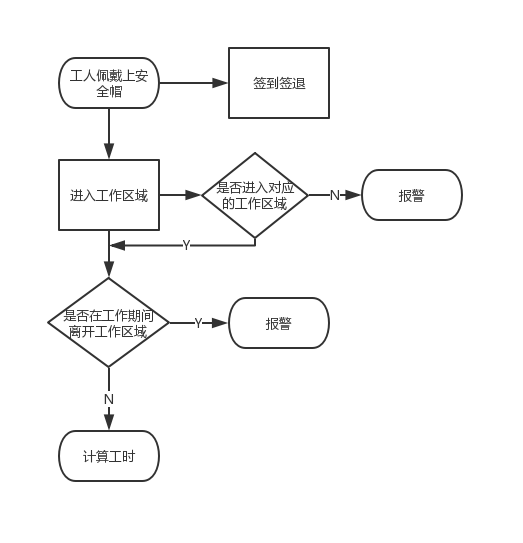 工人佩戴上安
全帽
签到签退
进入工作区域
是否进入对应
的工作区域
N
报警
Y
是否在工作期间
离开工作区域
Y
报警
N
计算工时